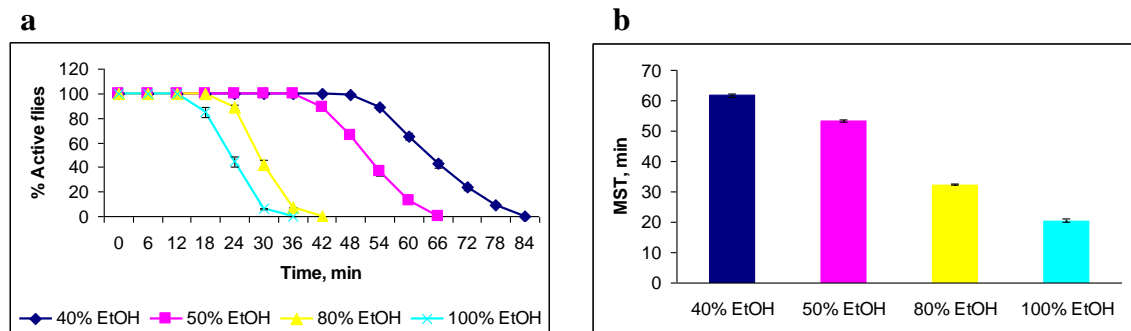 a
b
120
100
80
60
40
20
0
% Active flies
0 6 12 18 24 30 36 42 48 54 60 66 72 78 84
Time, min
40% EtOH 50% EtOH 80% EtOH 100% EtOH
70
60
50
40
30
20
10
0
MST, min
40% EtOH 50% EtOH 80% EtOH 100% EtOH